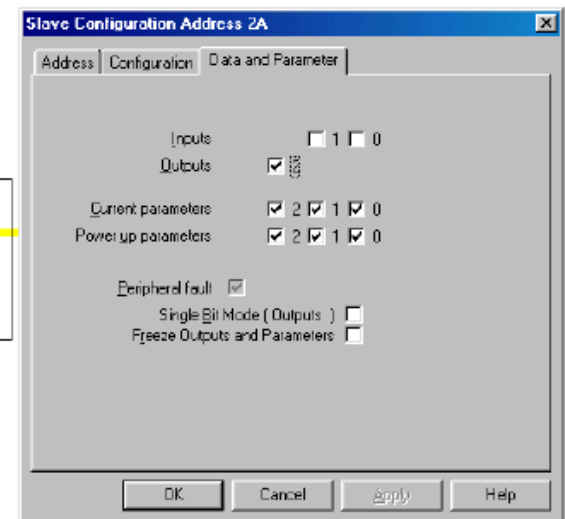 Slave Configuration Address 2A
Address Configuration Data and Parameter
Inputs 1 0
Outputs
Current parameters 2 1 0
Power up parameters 2 1 0
Peripheral fault
Single Bit Mode ( Outputs )
Freeze Outputs and Parameters
OK Cancel Apply Help